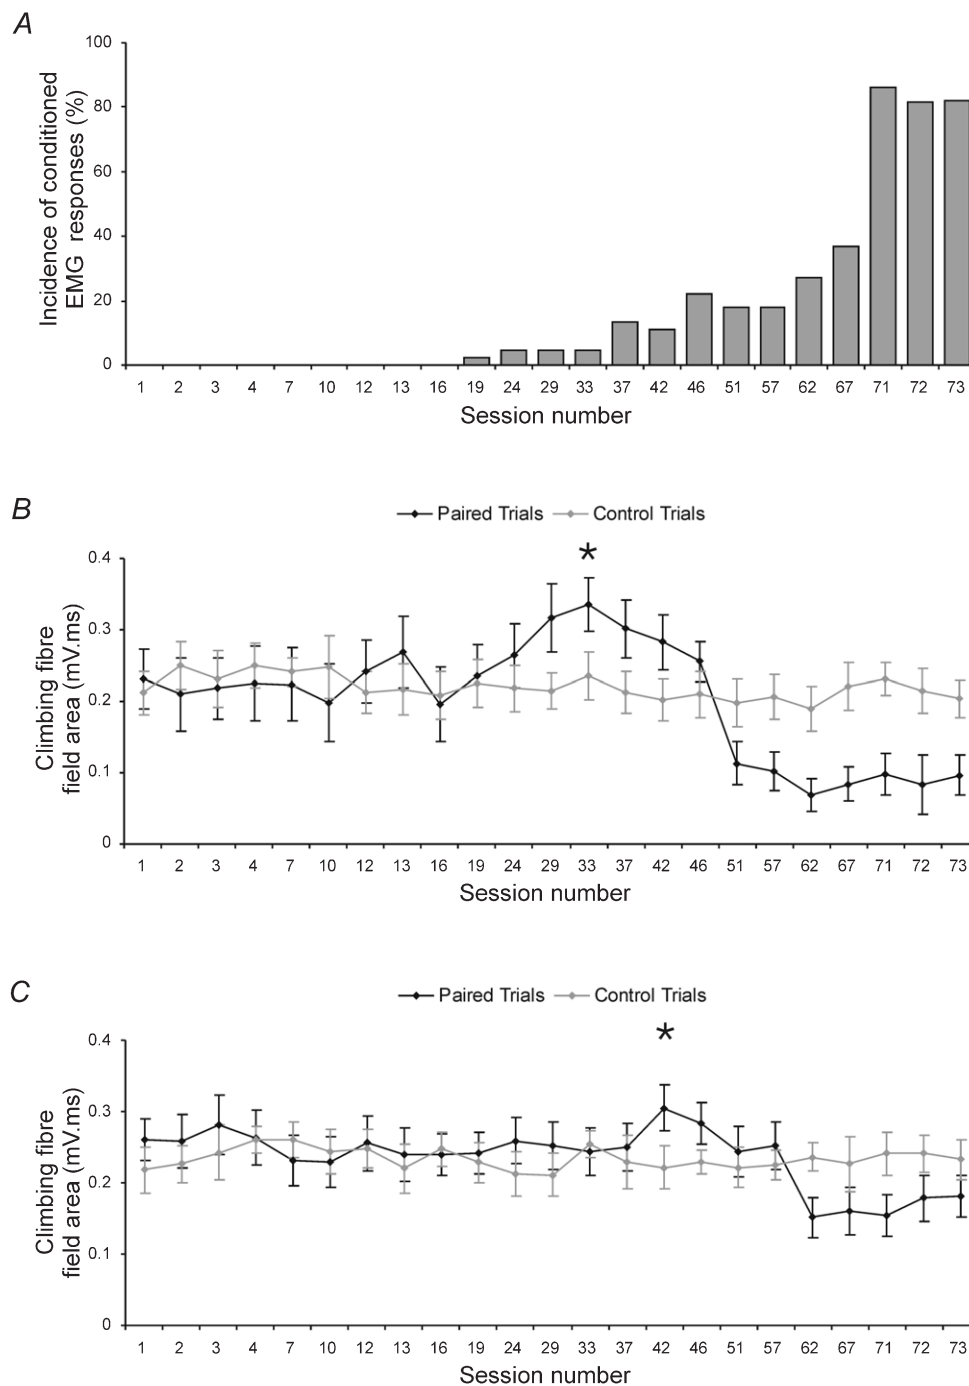 A
Incidence of conditioned
EMG responses (%)
100
80
60
40
20
0
1 2 3 4 7 10 12 13 16 19 24 29 33 37 42 46 51 57 62 67 71 72 73
Session number
B
Paired Trials Control Trials
*
Climbing fibre
field area (mV.ms)
0.4
0.3
0.2
0.1
0
1 2 3 4 7 10 12 13 16 19 24 29 33 37 42 46 51 57 62 67 71 72 73
Session number
C
Paired Trials Control Trials
*
Climbing fibre
field area (mV.ms)
0.4
0.3
0.2
0.1
0
1 2 3 4 7 10 12 13 16 19 24 29 33 37 42 46 51 57 62 67 71 72 73
Session number